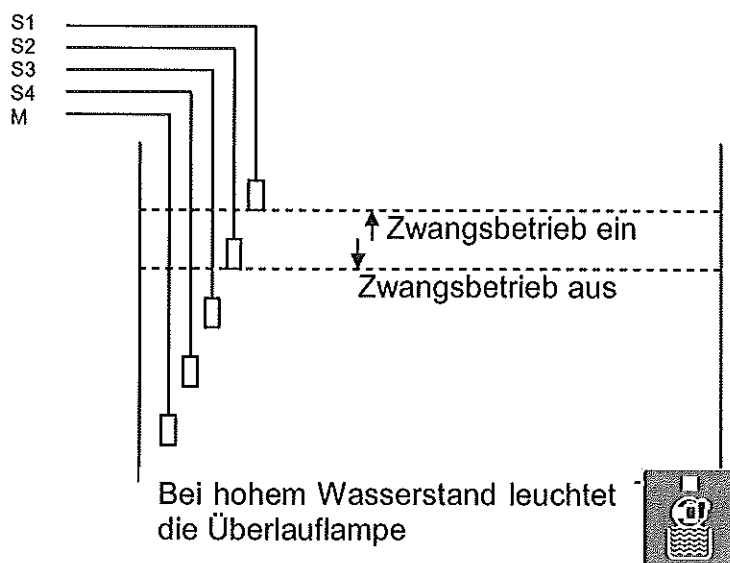 S1
S2
S3
S4
M
Zwangsbetrieb ein
Zwangsbetrieb aus
Bei hohem Wasserstand leuchtet
die Überlauflampe